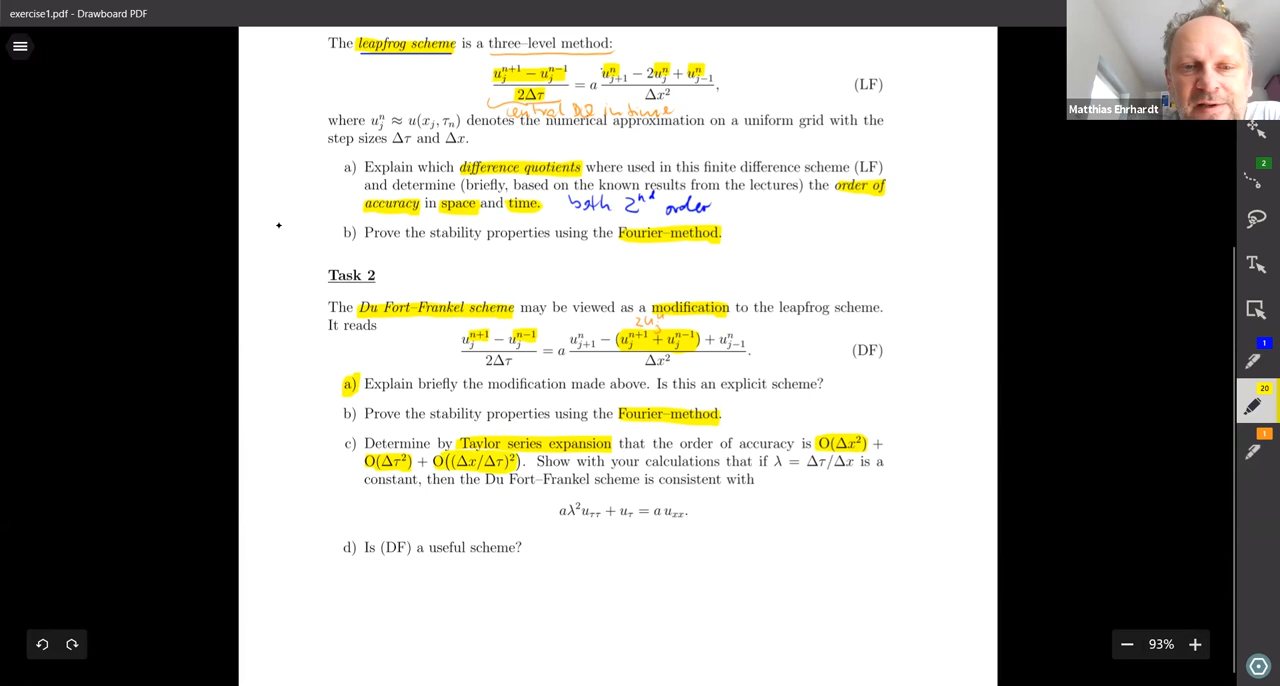 exercise1.pdf - Drawboard PDF
Matthias Ehrhardt
The leapfrog scheme is a three–level method:
(u_j^{n+1} − u_j^{n−1}) / (2Δτ) = a (u_{j+1}^n − 2u_j^n + u_{j−1}^n) / Δx², (LF)
central DQ in time
where u_j^n ≈ u(x_j, τ_n) denotes the numerical approximation on a uniform grid with the
step sizes Δτ and Δx.
a) Explain which difference quotients where used in this finite difference scheme (LF)
and determine (briefly, based on the known results from the lectures) the order of
accuracy in space and time. both 2nd order
b) Prove the stability properties using the Fourier–method.
Task 2
The Du Fort–Frankel scheme may be viewed as a modification to the leapfrog scheme.
It reads
2u_j^n
(u_j^{n+1} − u_j^{n−1}) / (2Δτ) = a (u_{j+1}^n − (u_j^{n+1} + u_j^{n−1}) + u_{j−1}^n) / Δx². (DF)
a) Explain briefly the modification made above. Is this an explicit scheme?
b) Prove the stability properties using the Fourier–method.
c) Determine by Taylor series expansion that the order of accuracy is O(Δx²) +
O(Δτ²) + O((Δx/Δτ)²). Show with your calculations that if λ = Δτ/Δx is a
constant, then the Du Fort–Frankel scheme is consistent with
aλ²u_{ττ} + u_τ = a u_{xx}.
d) Is (DF) a useful scheme?
2
T
1
20
1
− 93% +